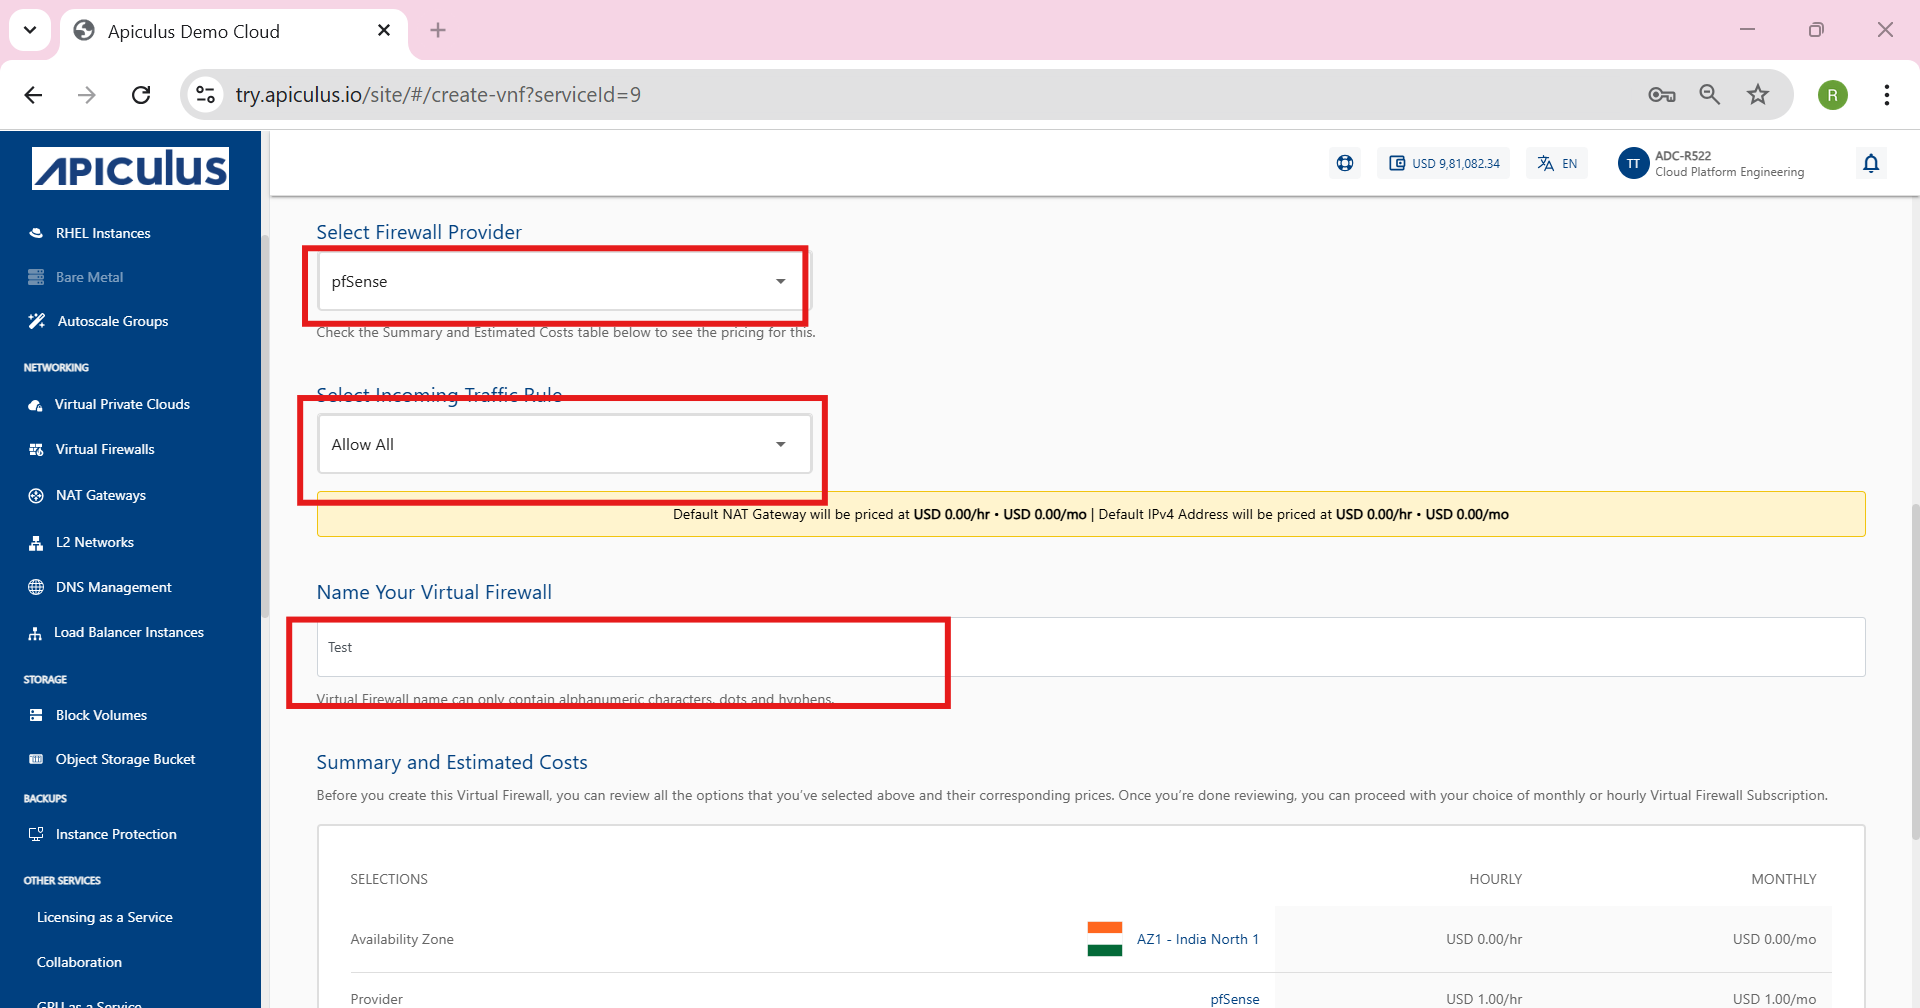 Apiculus Demo Cloud
try.apiculus.io/site/#/create-vnf?serviceId=9
R
APICULUS
USD 9,81,082.34
EN
TT
ADC-R522
Cloud Platform Engineering
RHEL Instances
Bare Metal
Autoscale Groups
NETWORKING
Virtual Private Clouds
Virtual Firewalls
NAT Gateways
L2 Networks
DNS Management
Load Balancer Instances
STORAGE
Block Volumes
Object Storage Bucket
BACKUPS
Instance Protection
OTHER SERVICES
Licensing as a Service
Collaboration
GPU as a Service
Select Firewall Provider
pfSense
Check the Summary and Estimated Costs table below to see the pricing for this.
Select Incoming Traffic Rule
Allow All
Default NAT Gateway will be priced at USD 0.00/hr • USD 0.00/mo | Default IPv4 Address will be priced at USD 0.00/hr • USD 0.00/mo
Name Your Virtual Firewall
Test
Virtual Firewall name can only contain alphanumeric characters, dots and hyphens.
Summary and Estimated Costs
Before you create this Virtual Firewall, you can review all the options that you've selected above and their corresponding prices. Once you're done reviewing, you can proceed with your choice of monthly or hourly Virtual Firewall Subscription.
SELECTIONS HOURLY MONTHLY
Availability Zone AZ1 - India North 1 USD 0.00/hr USD 0.00/mo
Provider pfSense USD 1.00/hr USD 1.00/mo